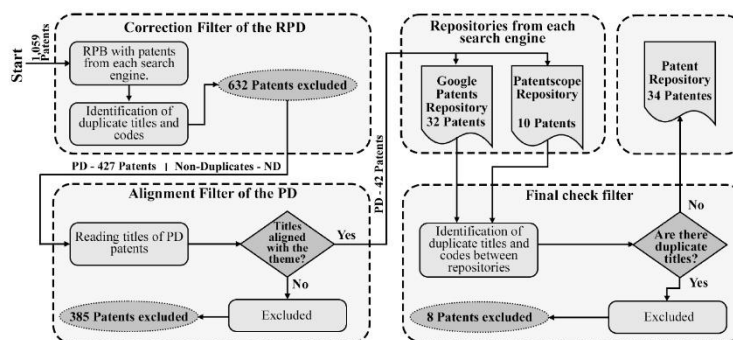 Correction Filter of the RPD
Start
1,059
Patents
RPB with patents
from each search
engine.
Identification of
duplicate titles and
codes
632 Patents excluded
PD - 427 Patents | Non-Duplicates - ND
Alignment Filter of the PD
Reading titles of PD
patents
Titles
aligned
with the
theme?
Yes
No
Excluded
385 Patents excluded
PD - 42 Patents
Repositories from each
search engine
Google
Patents
Repository
32 Patents
Patentscope
Repository
10 Patents
Patent
Repository
34 Patentes
Final check filter
Identification of
duplicate titles and
codes between
repositories
No
Are there
duplicate
titles?
Yes
Excluded
8 Patents excluded